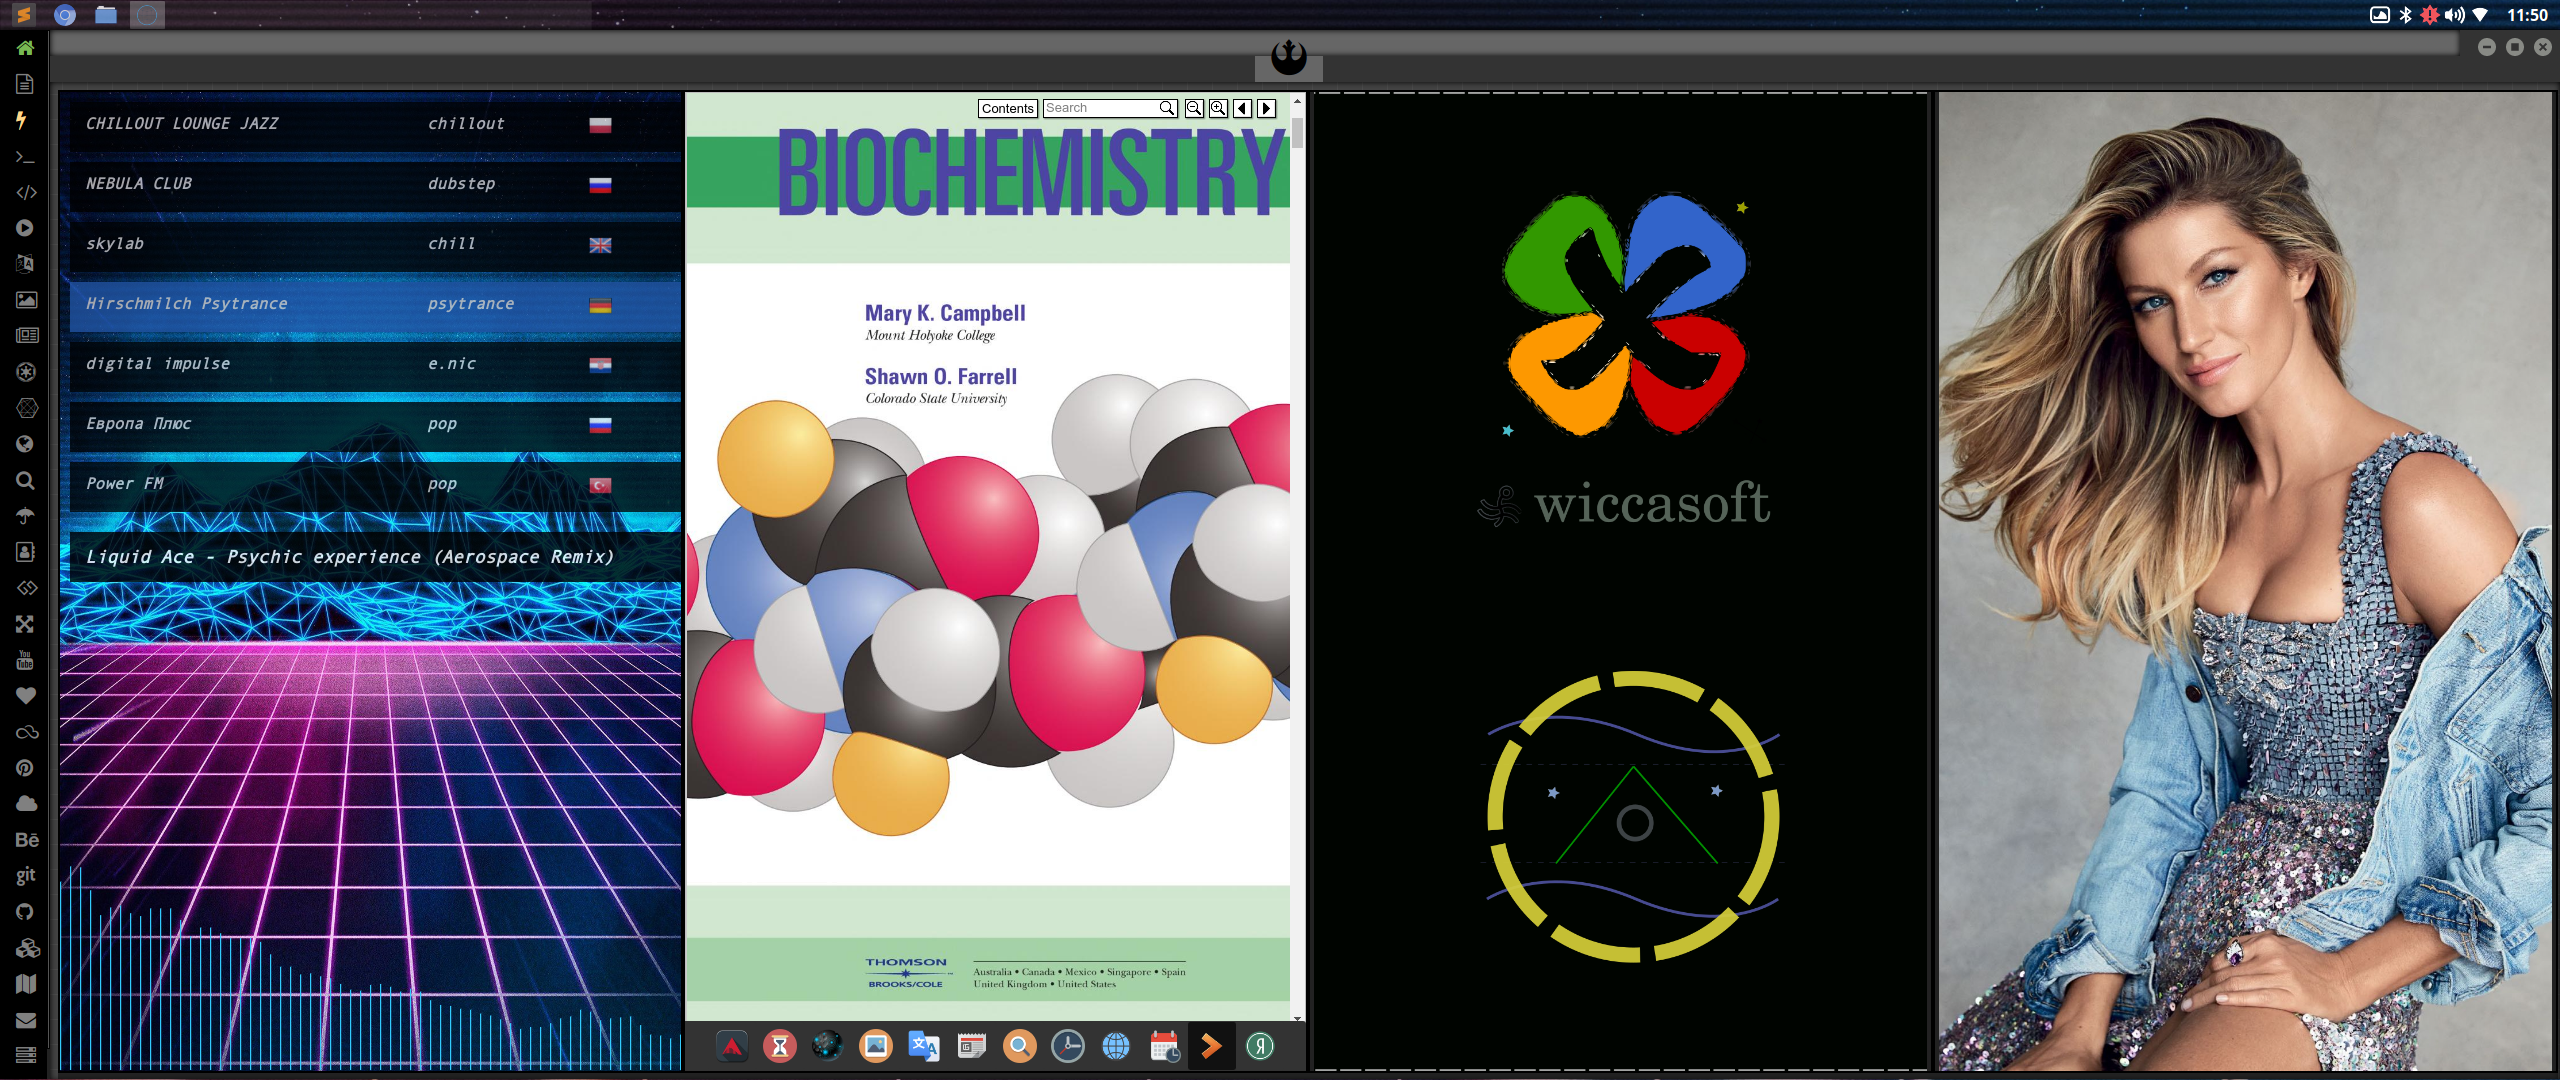 11:50
CHILLOUT LOUNGE JAZZ chillout
NEBULA CLUB dubstep
skylab chill
Hirschmilch Psytrance psytrance
digital impulse e.nic
Европа Плюс pop
Power FM pop
Liquid Ace - Psychic experience (Aerospace Remix)
You
Tube
Bē
git
Contents Search
BIOCHEMISTRY
Mary K. Campbell
Mount Holyoke College
Shawn O. Farrell
Colorado State University
THOMSON
BROOKS/COLE
Australia • Canada • Mexico • Singapore • Spain
United Kingdom • United States
Я
wiccasoft